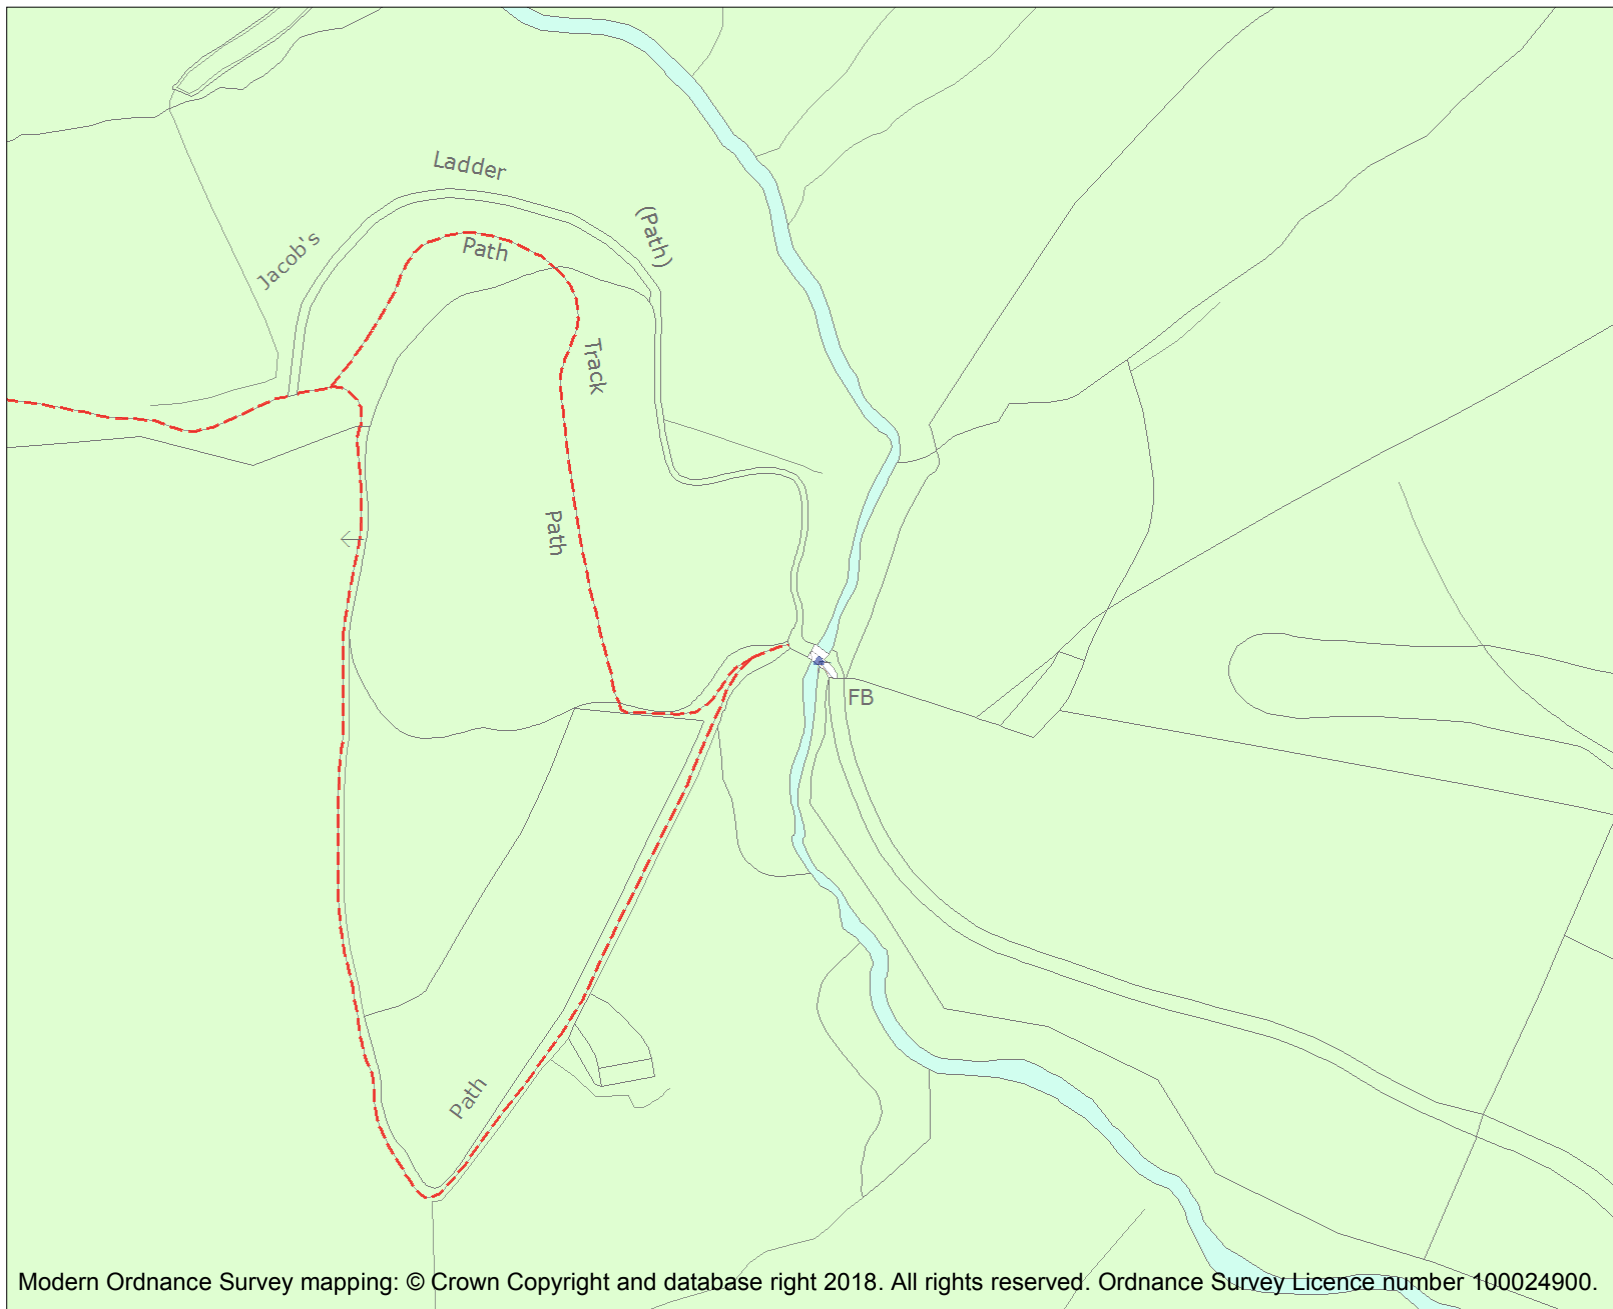 Ladder
(Path)
Jacob's
Path
Track
Path
FB
Path
Modern Ordnance Survey mapping: © Crown Copyright and database right 2018. All rights reserved. Ordnance Survey Licence number 100024900.